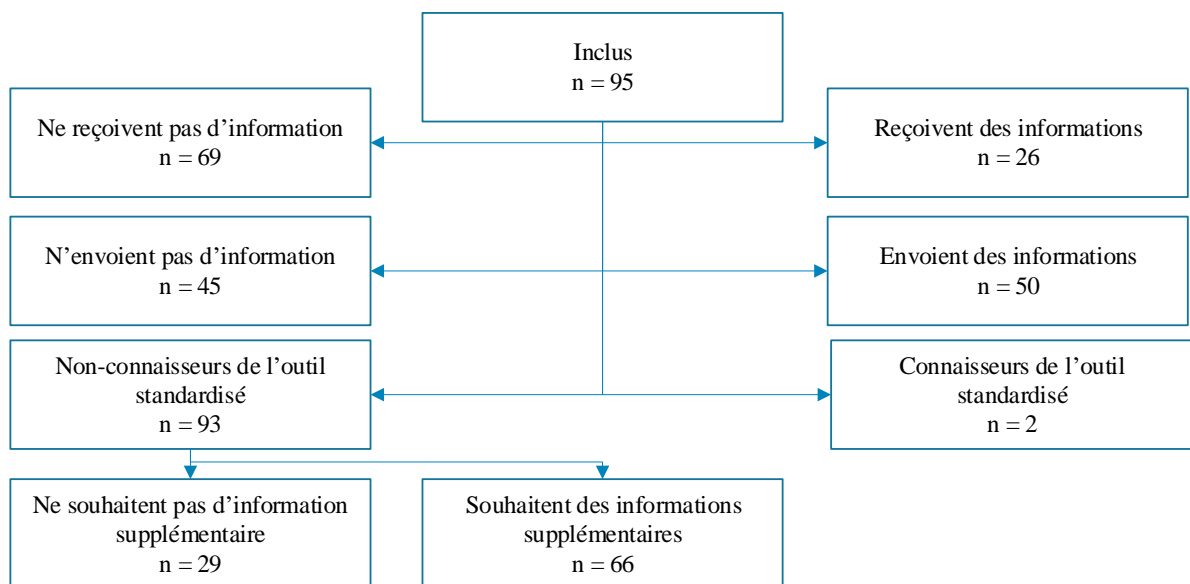 Inclus
n = 95
Ne reçoivent pas d’information
n = 69
Reçoivent des informations
n = 26
N’envoient pas d’information
n = 45
Envoient des informations
n = 50
Non-connaisseurs de l’outil
standardisé
n = 93
Connaisseurs de l’outil
standardisé
n = 2
Ne souhaitent pas d’information
supplémentaire
n = 29
Souhaitent des informations
supplémentaires
n = 66